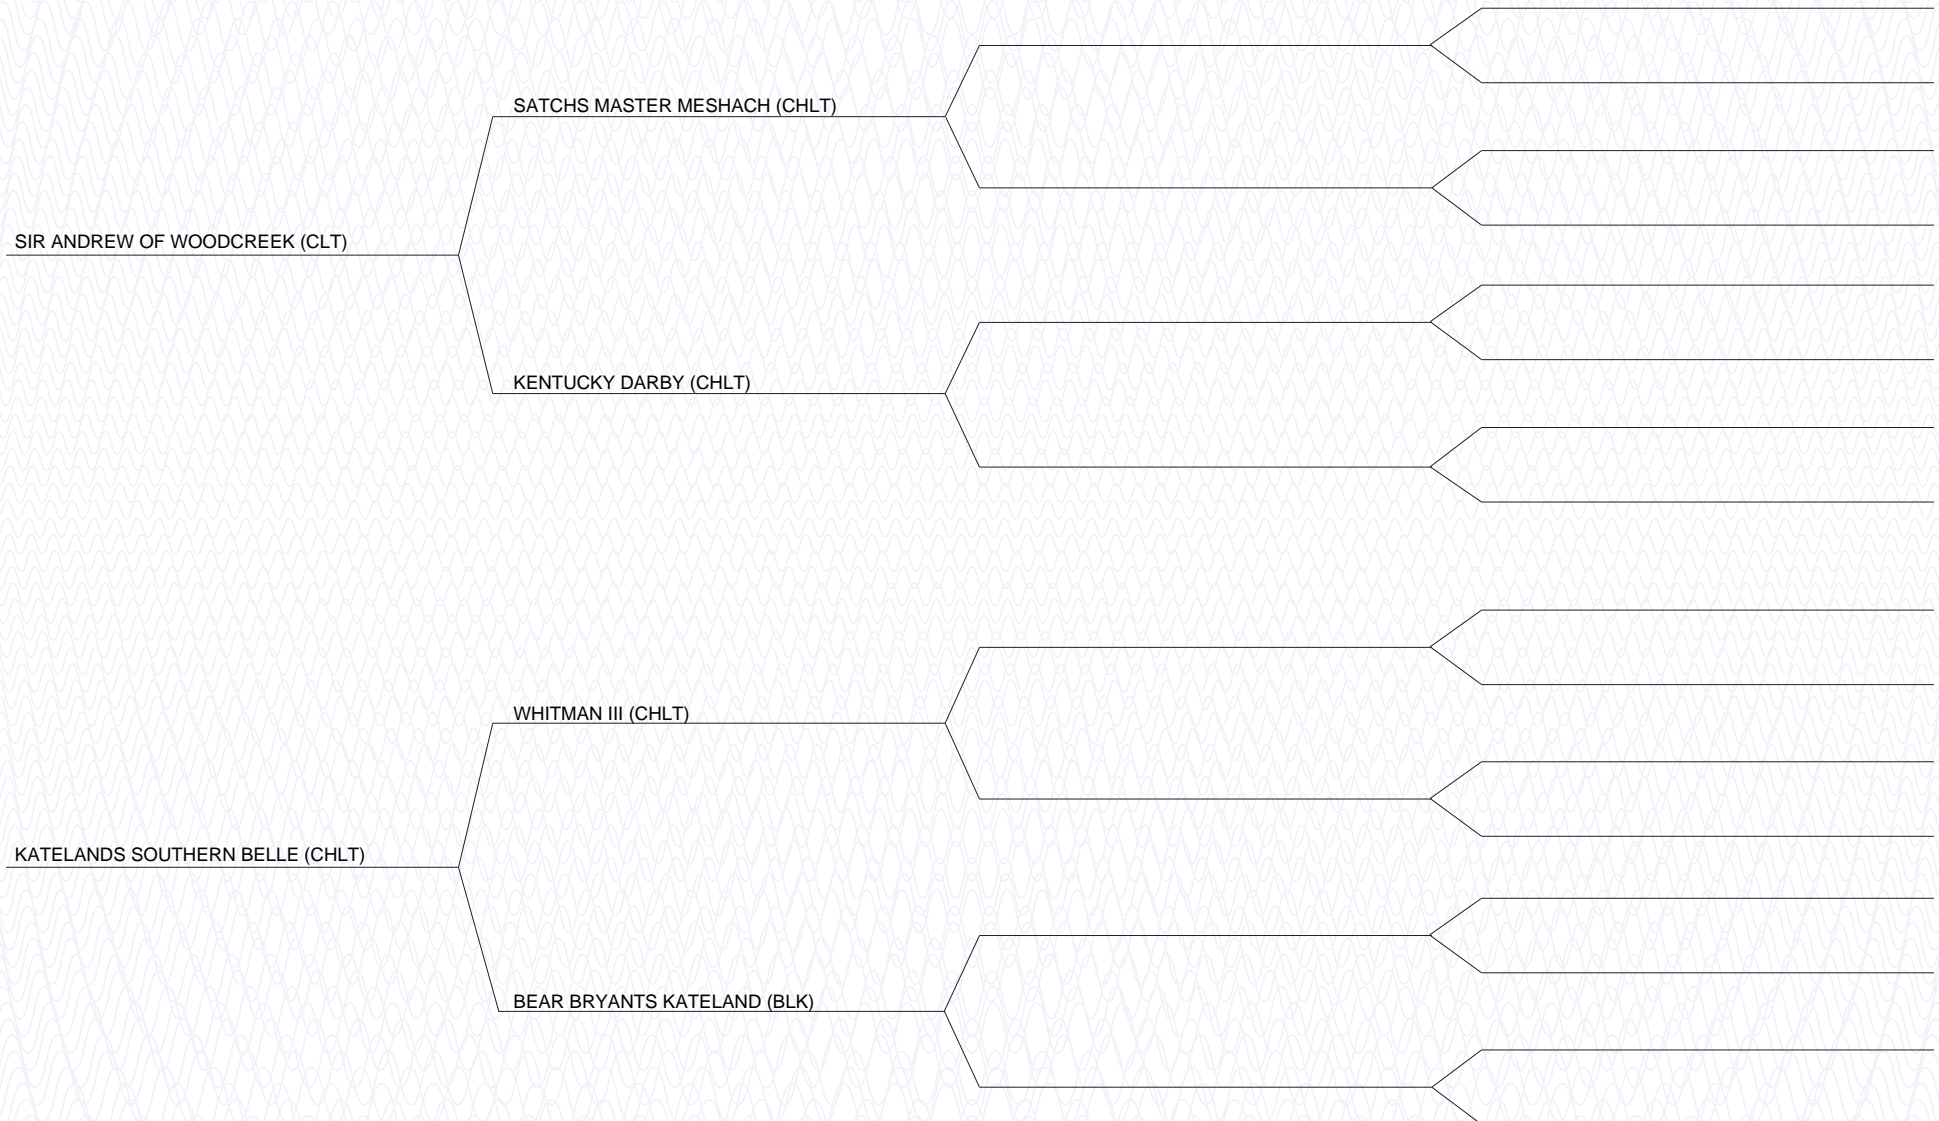 SATCHS MASTER MESHACH (CHLT)
SIR ANDREW OF WOODCREEK (CLT)
KENTUCKY DARBY (CHLT)
WHITMAN III (CHLT)
KATELANDS SOUTHERN BELLE (CHLT)
BEAR BRYANTS KATELAND (BLK)